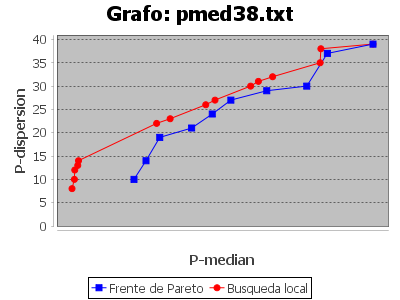 Grafo: pmed38.txt
40
35
30
25
20
15
10
5
0
P-dispersion
P-median
Frente de Pareto
Busqueda local